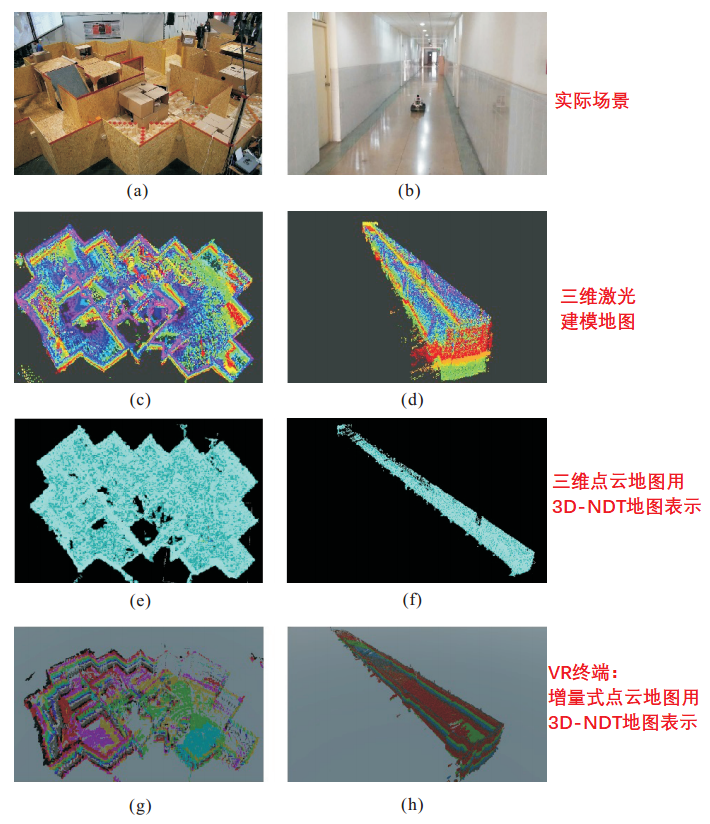 实际场景
(a)
(b)
三维激光
建模地图
(c)
(d)
三维点云地图用
3D-NDT地图表示
(e)
(f)
VR终端：
增量式点云地图用
3D-NDT地图表示
(g)
(h)